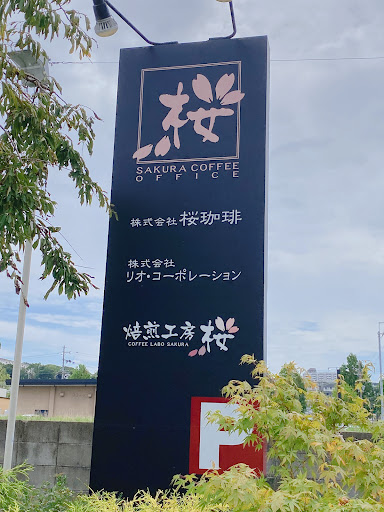 桜
SAKURA COFFEE
OFFICE
株式会社 桜珈琲
株式会社
リオ・コーポレーション
焙煎工房 桜
COFFEE LABO SAKURA
P